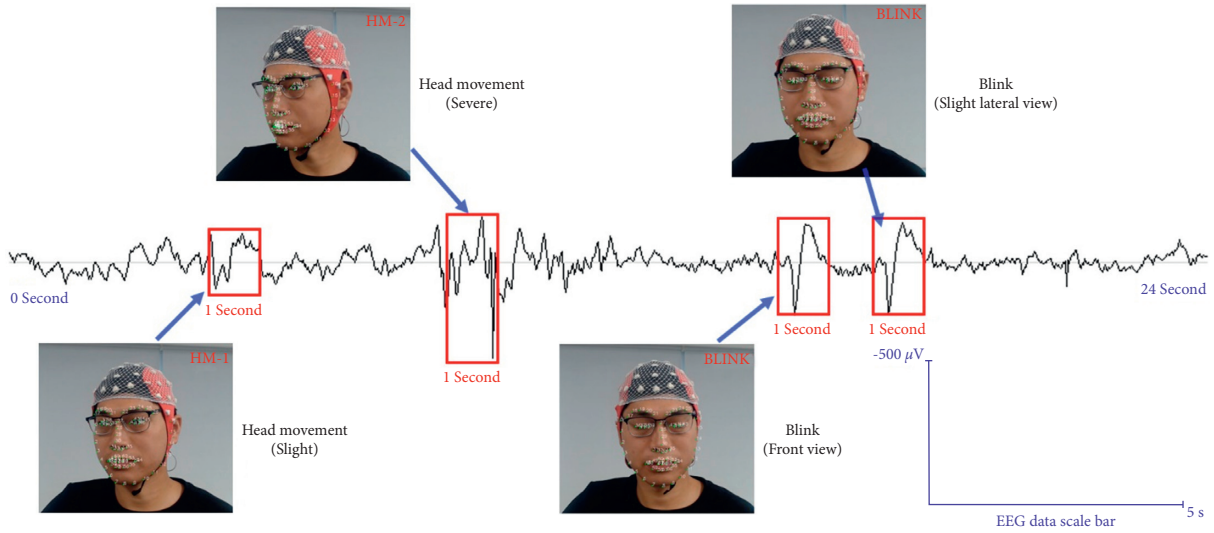 HM-2
Head movement
(Severe)
BLINK
Blink
(Slight lateral view)
0 Second
1 Second
1 Second
1 Second
1 Second
24 Second
HM-1
Head movement
(Slight)
BLINK
Blink
(Front view)
-500 μV
5 s
EEG data scale bar